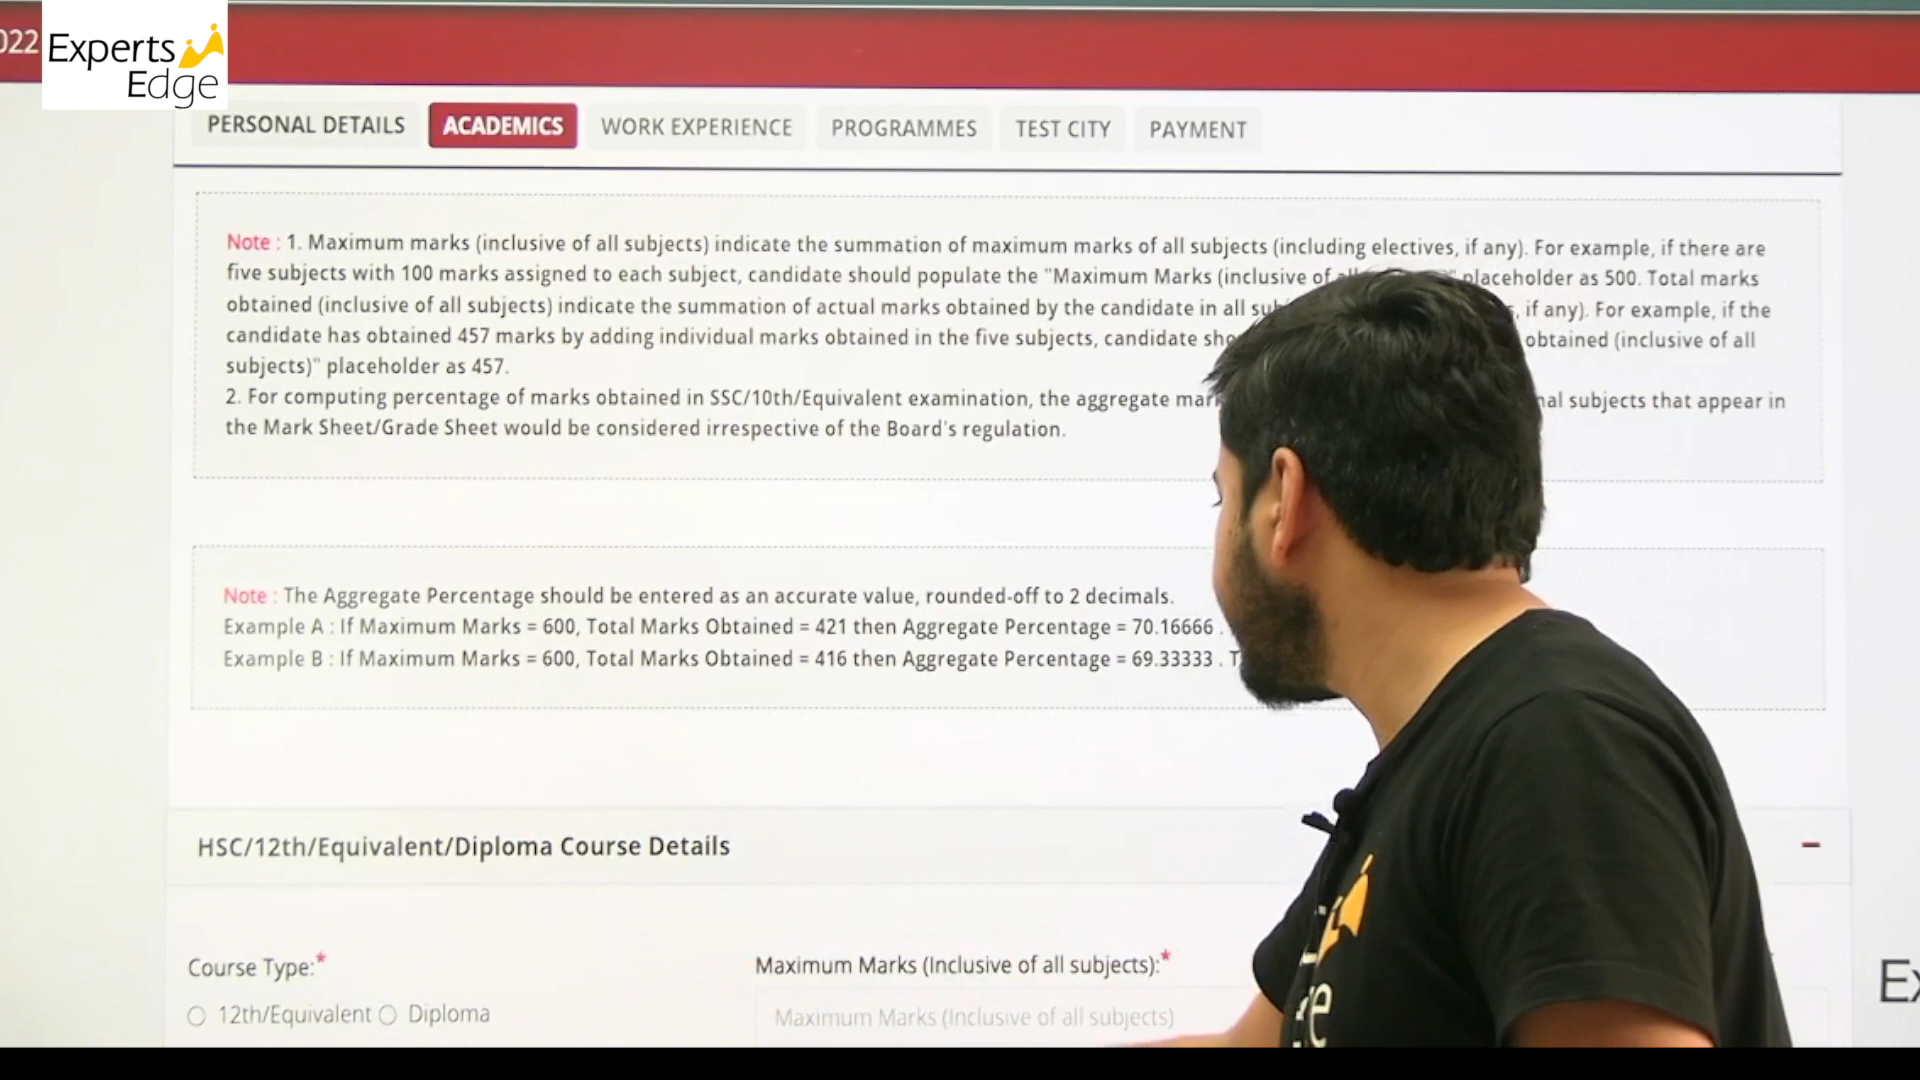 022
Experts
Edge
PERSONAL DETAILS ACADEMICS WORK EXPERIENCE PROGRAMMES TEST CITY PAYMENT
Note : 1. Maximum marks (inclusive of all subjects) indicate the summation of maximum marks of all subjects (including electives, if any). For example, if there are
five subjects with 100 marks assigned to each subject, candidate should populate the "Maximum Marks (inclusive of placeholder as 500. Total marks
obtained (inclusive of all subjects) indicate the summation of actual marks obtained by the candidate in all if any). For example, if the
candidate has obtained 457 marks by adding individual marks obtained in the five subjects, candidate obtained (inclusive of all
subjects)" placeholder as 457.
2. For computing percentage of marks obtained in SSC/10th/Equivalent examination, the aggregate subjects that appear in
the Mark Sheet/Grade Sheet would be considered irrespective of the Board's regulation.
Note : The Aggregate Percentage should be entered as an accurate value, rounded-off to 2 decimals.
Example A : If Maximum Marks = 600, Total Marks Obtained = 421 then Aggregate Percentage = 70.16666 .
Example B : If Maximum Marks = 600, Total Marks Obtained = 416 then Aggregate Percentage = 69.33333 .
HSC/12th/Equivalent/Diploma Course Details
Course Type:*
Maximum Marks (Inclusive of all subjects):*
12th/Equivalent Diploma
Maximum Marks (Inclusive of all subjects)